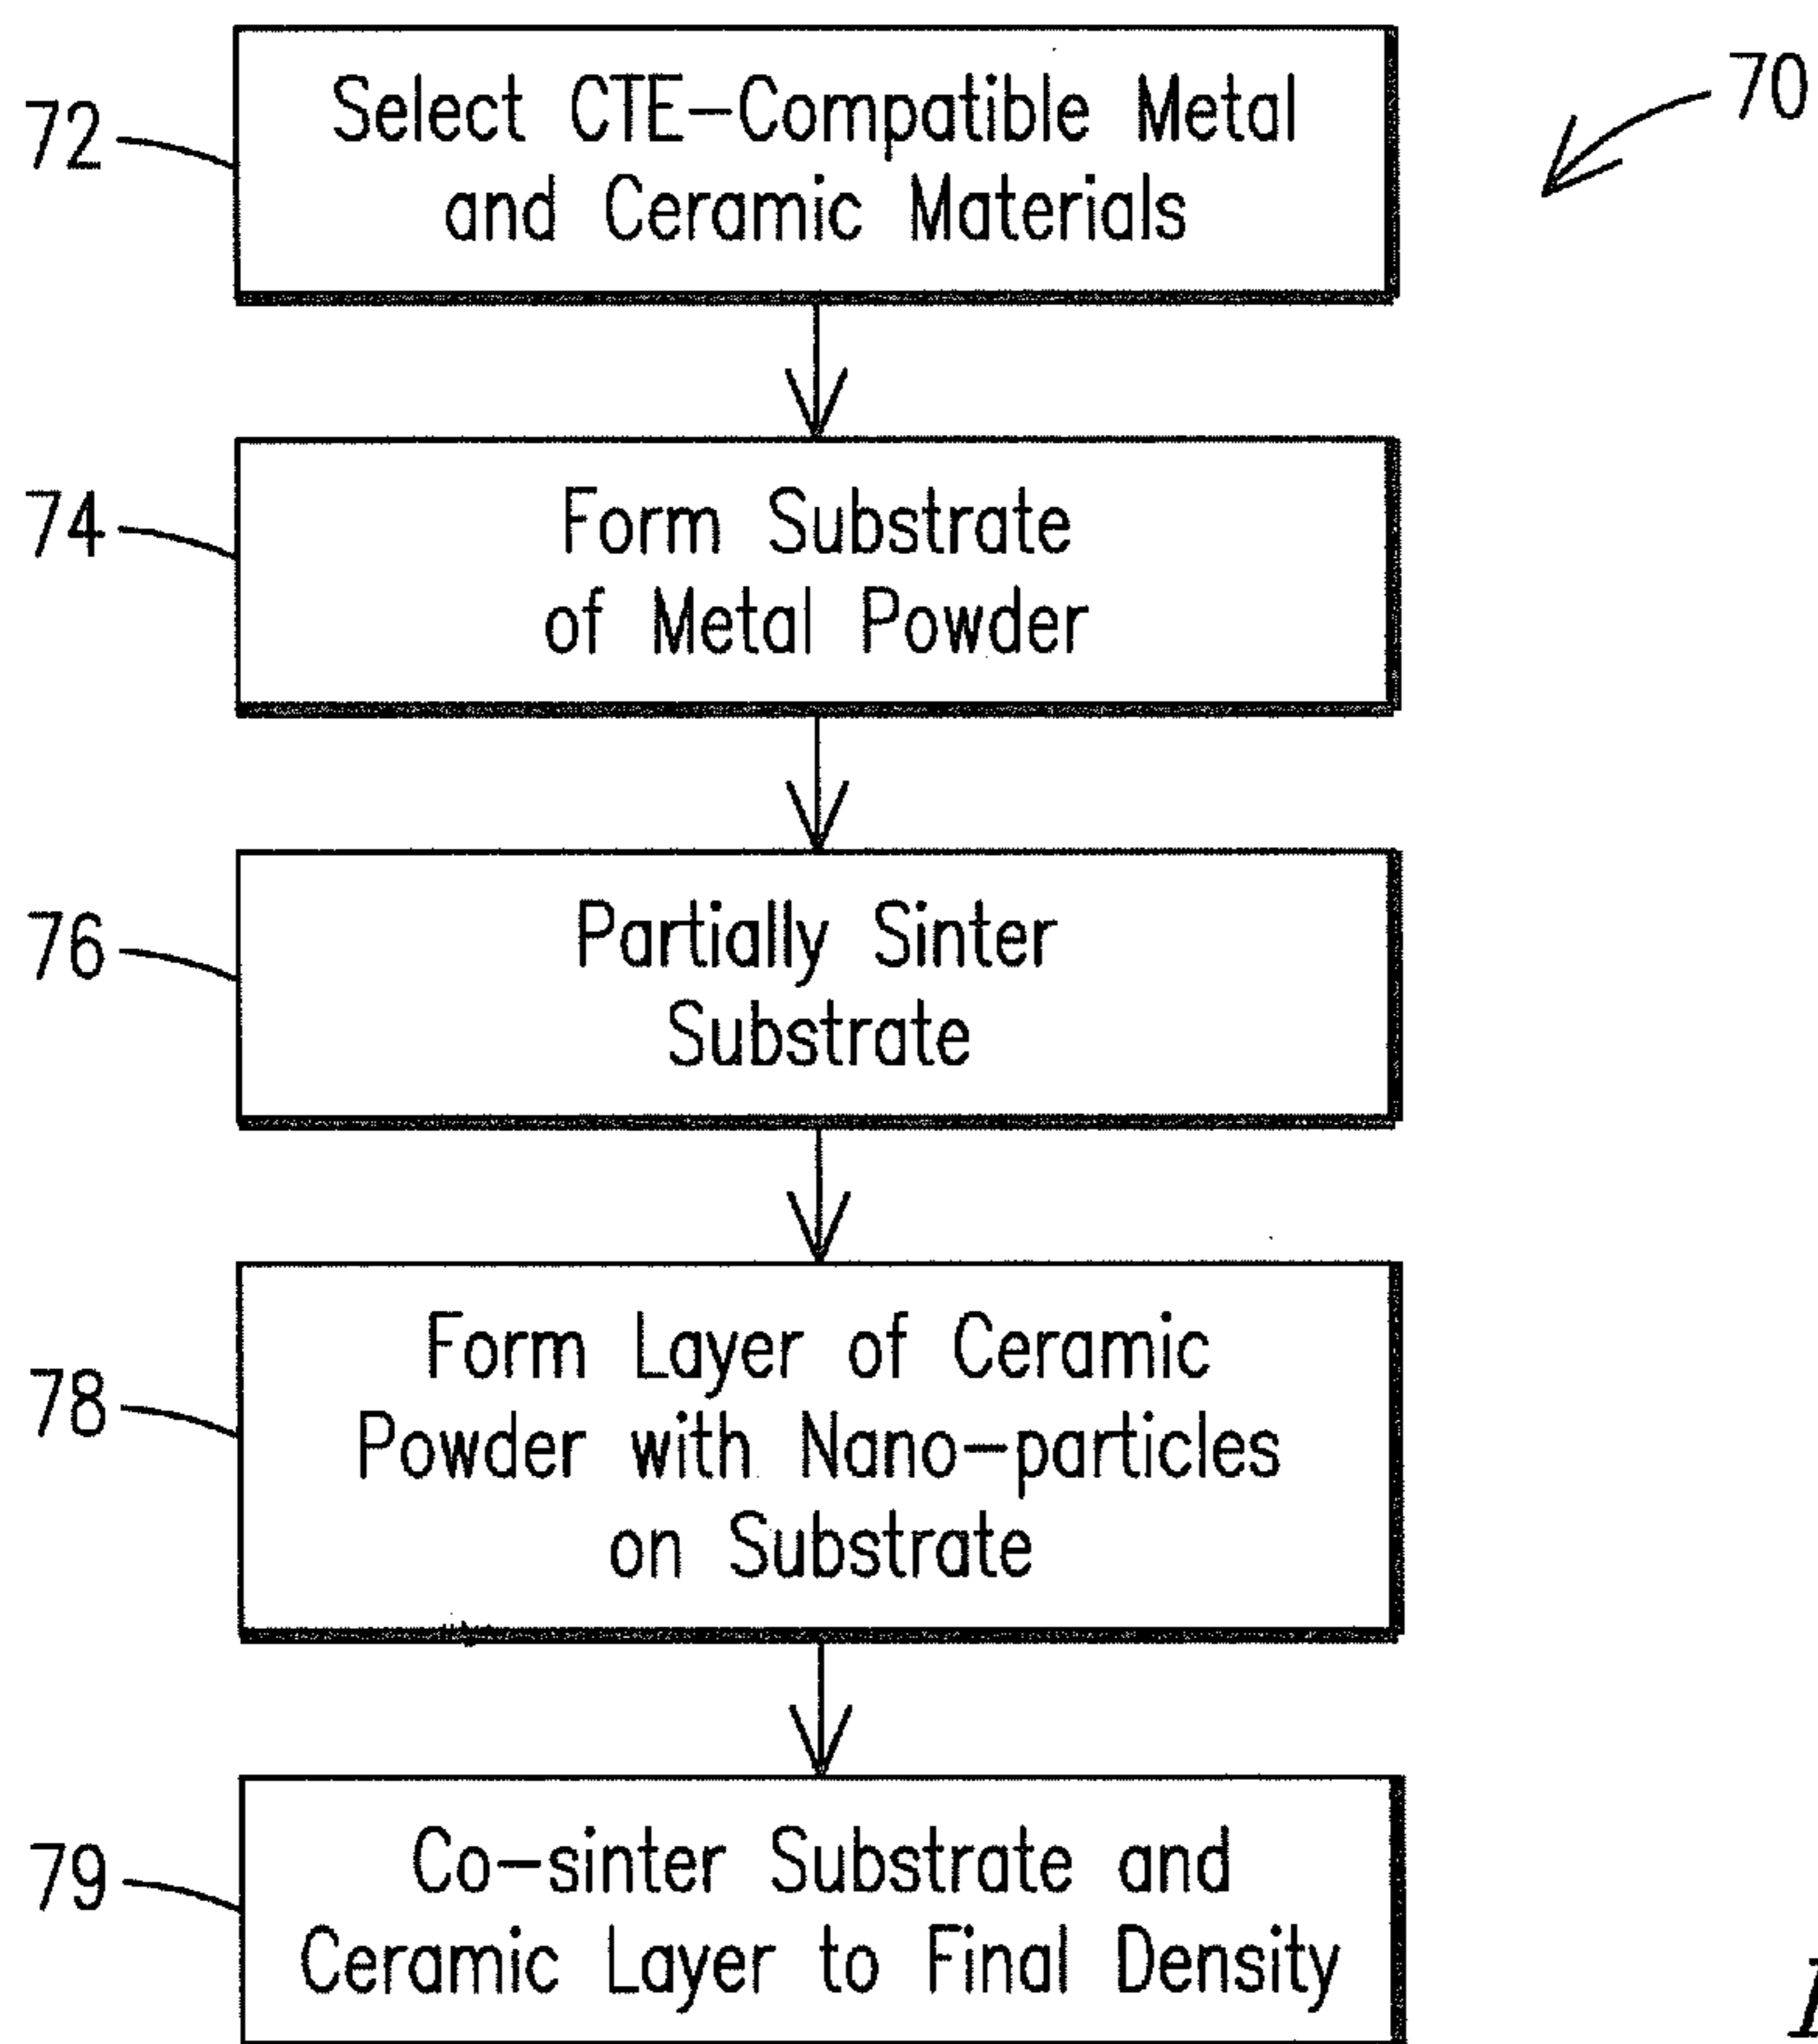 70
72
Select CTE-Compatible Metal
and Ceramic Materials
74
Form Substrate
of Metal Powder
76
Partially Sinter
Substrate
78
Form Layer of Ceramic
Powder with Nano-particles
on Substrate
79
Co-sinter Substrate and
Ceramic Layer to Final Density